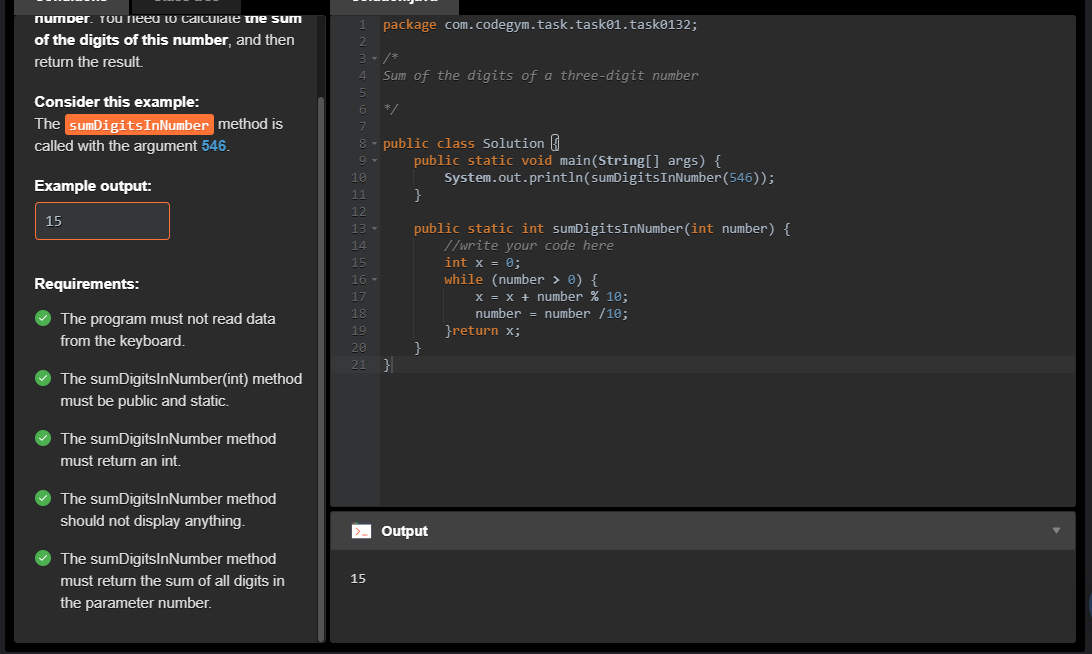 number. You need to calculate the sum
of the digits of this number, and then
return the result.
Consider this example:
The sumDigitsInNumber method is
called with the argument 546.
Example output:
15
Requirements:
The program must not read data
from the keyboard.
The sumDigitsInNumber(int) method
must be public and static.
The sumDigitsInNumber method
must return an int.
The sumDigitsInNumber method
should not display anything.
The sumDigitsInNumber method
must return the sum of all digits in
the parameter number.
1 package com.codegym.task.task01.task0132;
2
3 /*
4 Sum of the digits of a three-digit number
5
6 */
7
8 public class Solution {
9 public static void main(String[] args) {
10 System.out.println(sumDigitsInNumber(546));
11 }
12
13 public static int sumDigitsInNumber(int number) {
14 //write your code here
15 int x = 0;
16 while (number > 0) {
17 x = x + number % 10;
18 number = number /10;
19 }return x;
20 }
21 }
Output
15